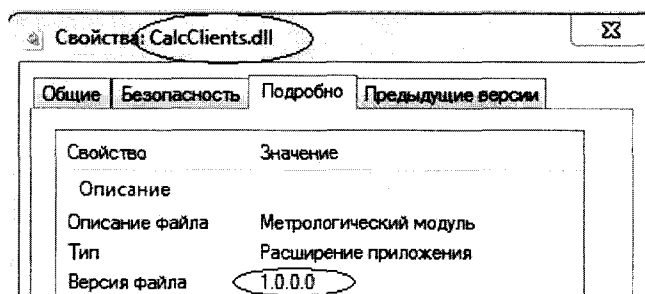 Свойства: CalcClients.dll
Общие Безопасность Подробно Предыдущие версии
Свойство Значение
Описание
Описание файла Метрологический модуль
Тип Расширение приложения
Версия файла 1.0.0.0